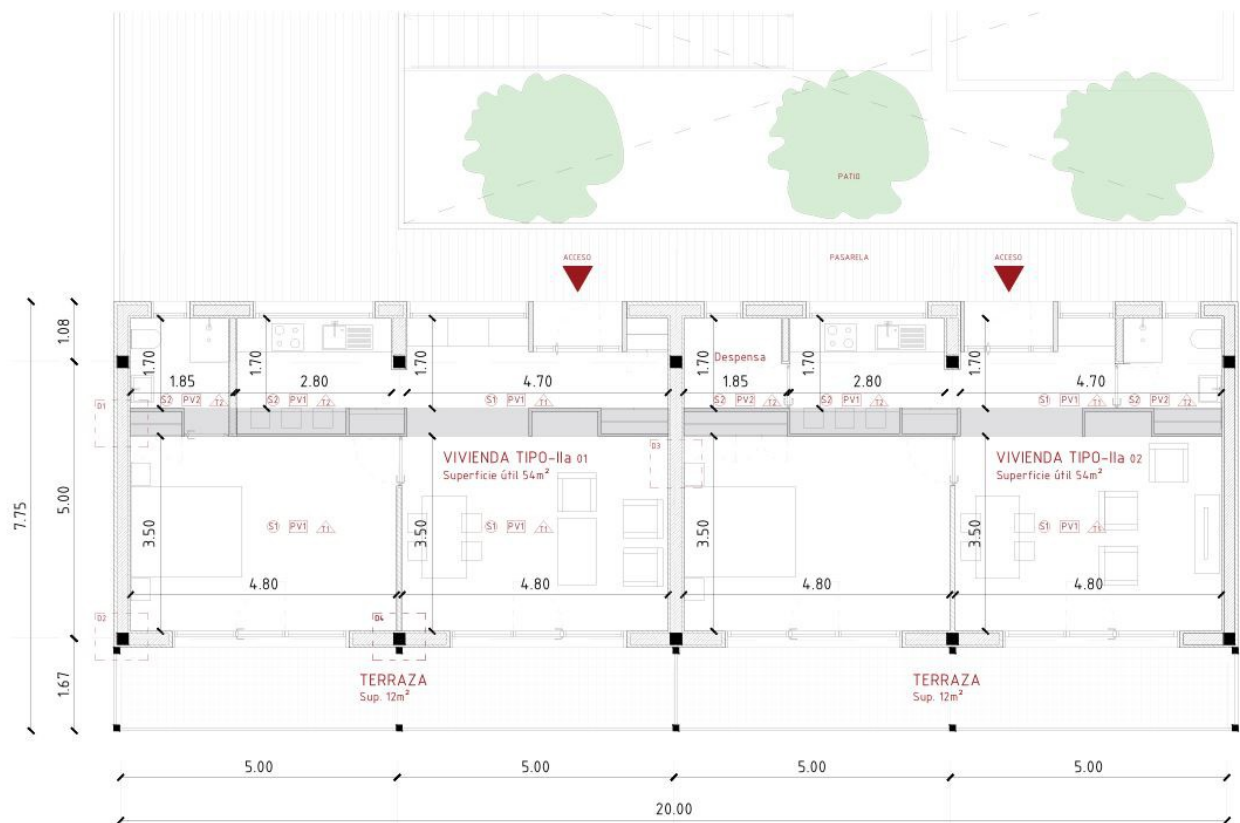 PATIO
ACCESO
PASARELA
ACCESO
1.08
5.00
7.75
1.67
1.70
1.70
1.70
1.70
Despensa
1.70
1.70
1.85
2.80
4.70
1.85
2.80
4.70
S2 PV2 T2
S2 PV1 T2
S1 PV1 T1
S2 PV2 T2
S2 PV1 T2
S1 PV1 T1
S2 PV1 T2
D1
D3
VIVIENDA TIPO-IIa 01
Superficie útil 54m²
VIVIENDA TIPO-IIa 02
Superficie útil 54m²
3.50
S1 PV1 T1
3.50
S1 PV1 T1
3.50
3.50
S1 PV1 T1
4.80
4.80
4.80
4.80
D2
D4
TERRAZA
Sup. 12m²
TERRAZA
Sup. 12m²
5.00
5.00
5.00
5.00
20.00